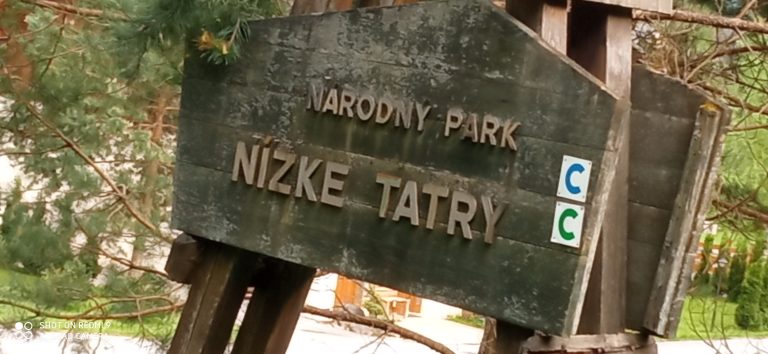 NÁRODNÝ PARK
NÍZKE TATRY
C
C
SHOT ON REDMI 9